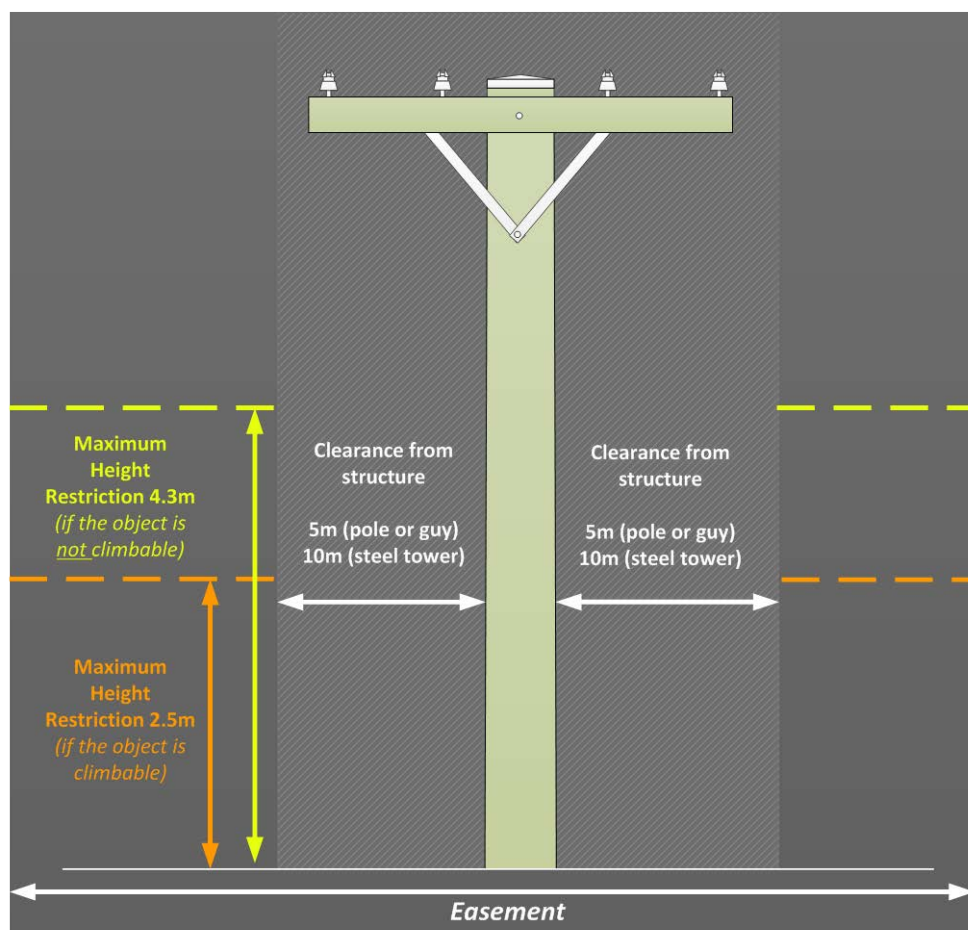 Maximum
Height
Restriction 4.3m
(if the object is
not climbable)
Maximum
Height
Restriction 2.5m
(if the object is
climbable)
Clearance from
structure
5m (pole or guy)
10m (steel tower)
Clearance from
structure
5m (pole or guy)
10m (steel tower)
Easement